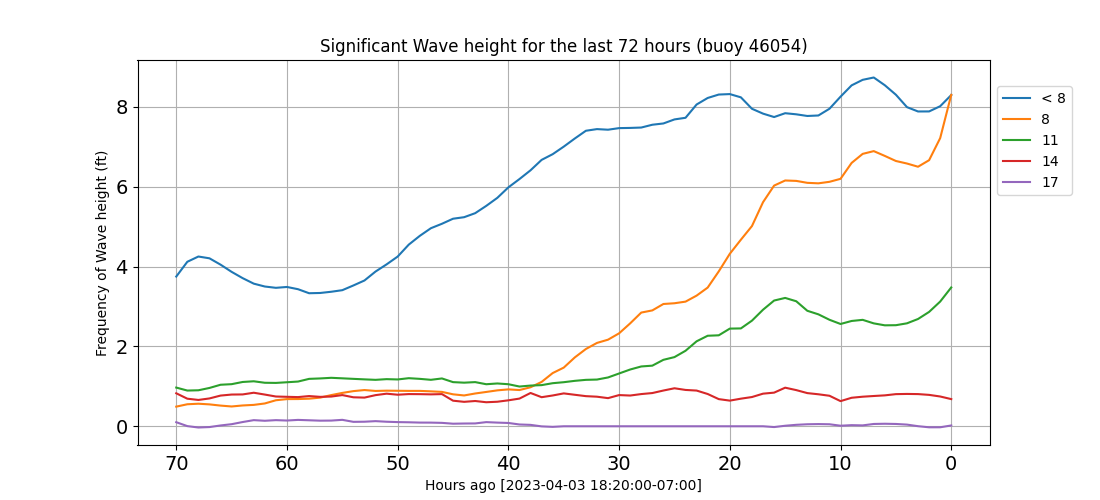 Significant Wave height for the last 72 hours (buoy 46054)
Frequency of Wave height (ft)
8
6
4
2
0
70 60 50 40 30 20 10 0
Hours ago [2023-04-03 18:20:00-07:00]
< 8
8
11
14
17